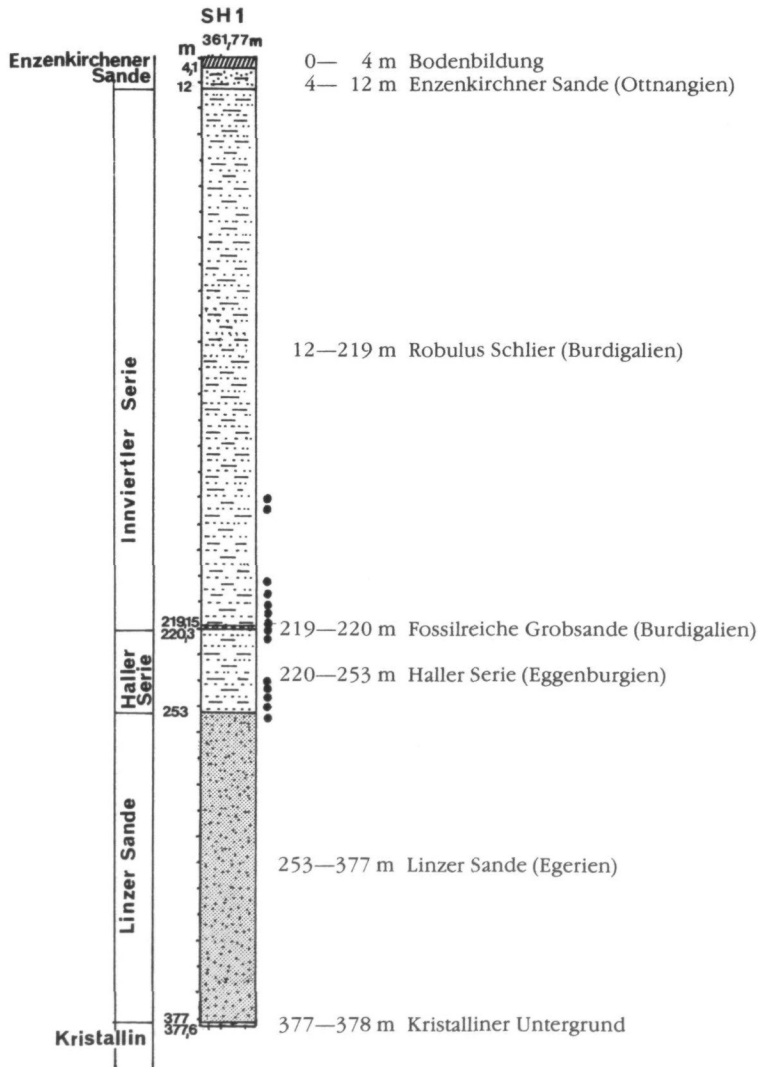 SH1
361,77m
m
Enzenkirchener
Sande
4,1
12
0— 4 m Bodenbildung
4— 12 m Enzenkirchner Sande (Ottnangien)
12—219 m Robulus Schlier (Burdigalien)
Innviertler Serie
219,15
220,3
219—220 m Fossilreiche Grobsande (Burdigalien)
Haller
Serie
220—253 m Haller Serie (Eggenburgien)
253
Linzer Sande
253—377 m Linzer Sande (Egerien)
377
377,6
Kristallin
377—378 m Kristalliner Untergrund